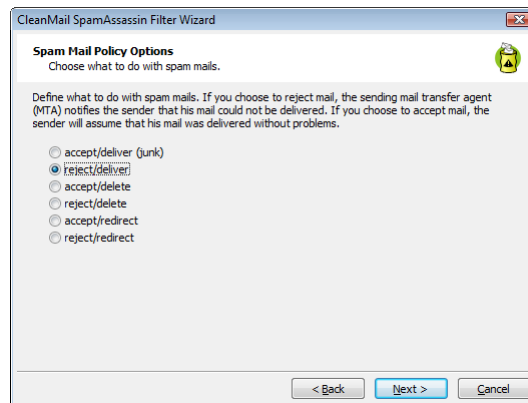 CleanMail SpamAssassin Filter Wizard
Spam Mail Policy Options
Choose what to do with spam mails.
Define what to do with spam mails. If you choose to reject mail, the sending mail transfer agent
(MTA) notifies the sender that his mail could not be delivered. If you choose to accept mail, the
sender will assume that his mail was delivered without problems.
accept/deliver (junk)
reject/deliver
accept/delete
reject/delete
accept/redirect
reject/redirect
< Back Next > Cancel